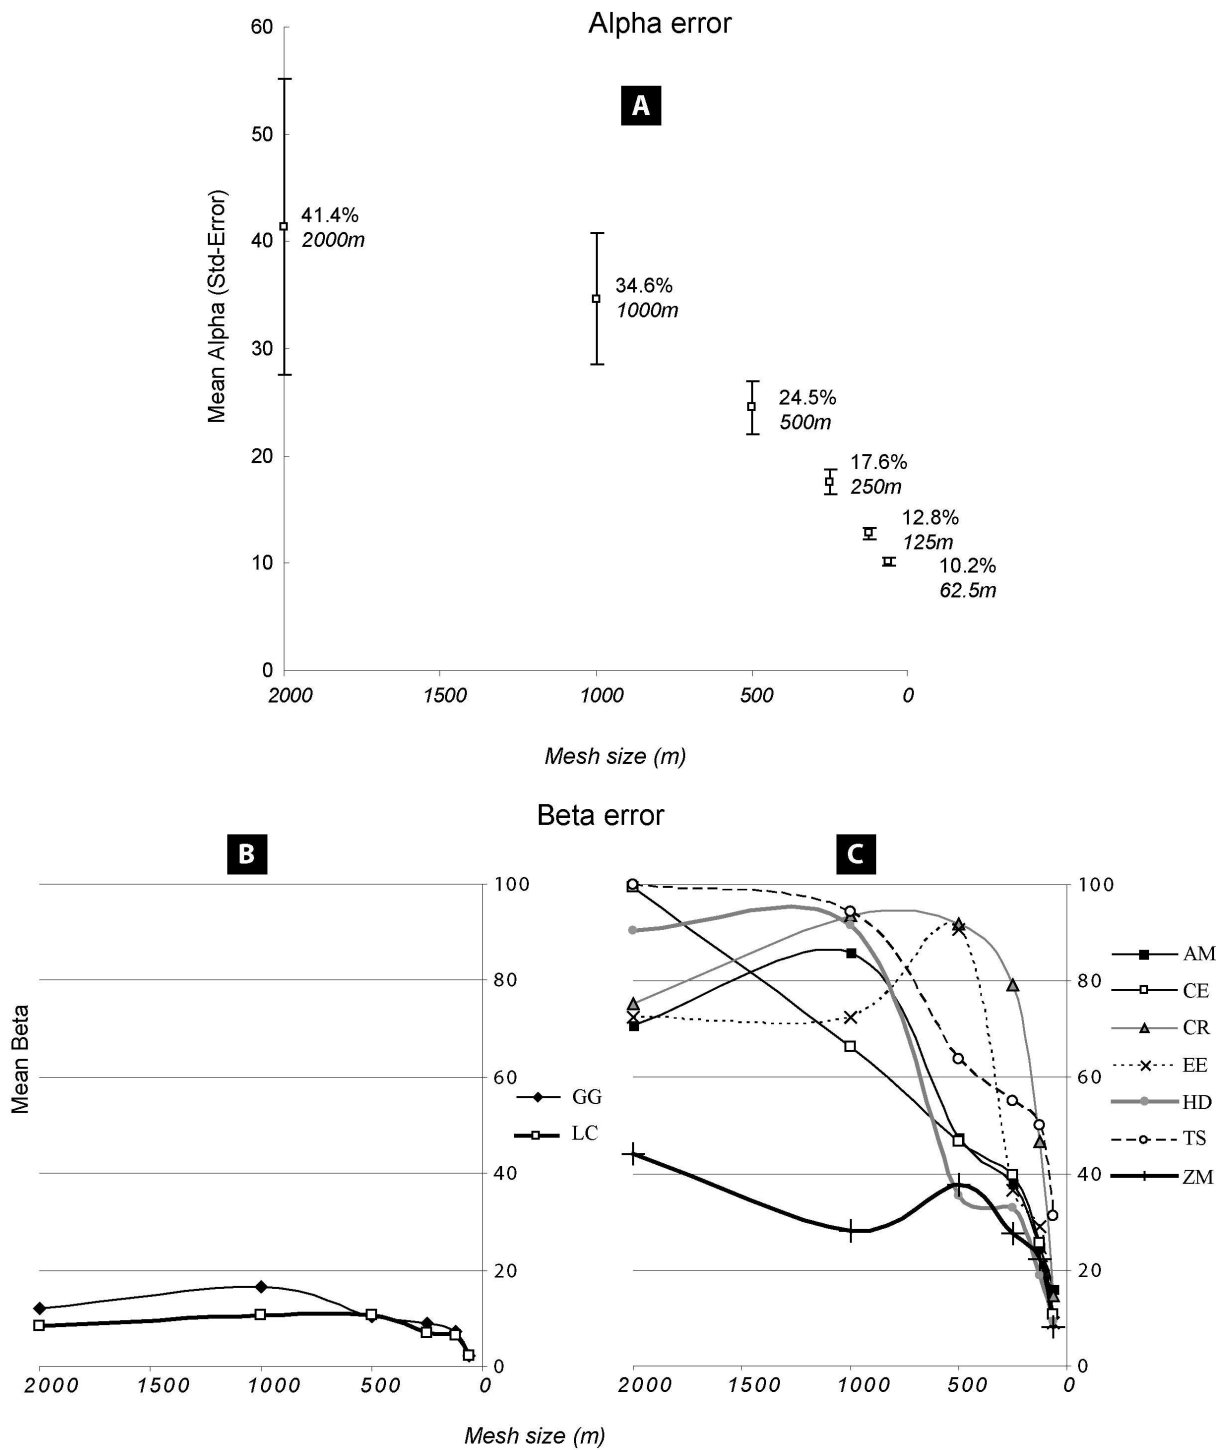 Alpha error
A
60
50
40
30
20
10
0
Mean Alpha (Std-Error)
41.4%
2000m
34.6%
1000m
24.5%
500m
17.6%
250m
12.8%
125m
10.2%
62.5m
2000 1500 1000 500 0
Mesh size (m)
Beta error
B
100
80
60
40
20
0
Mean Beta
GG
LC
2000 1500 1000 500 0
C
100
80
60
40
20
0
AM
CE
CR
EE
HD
TS
ZM
2000 1500 1000 500 0
Mesh size (m)